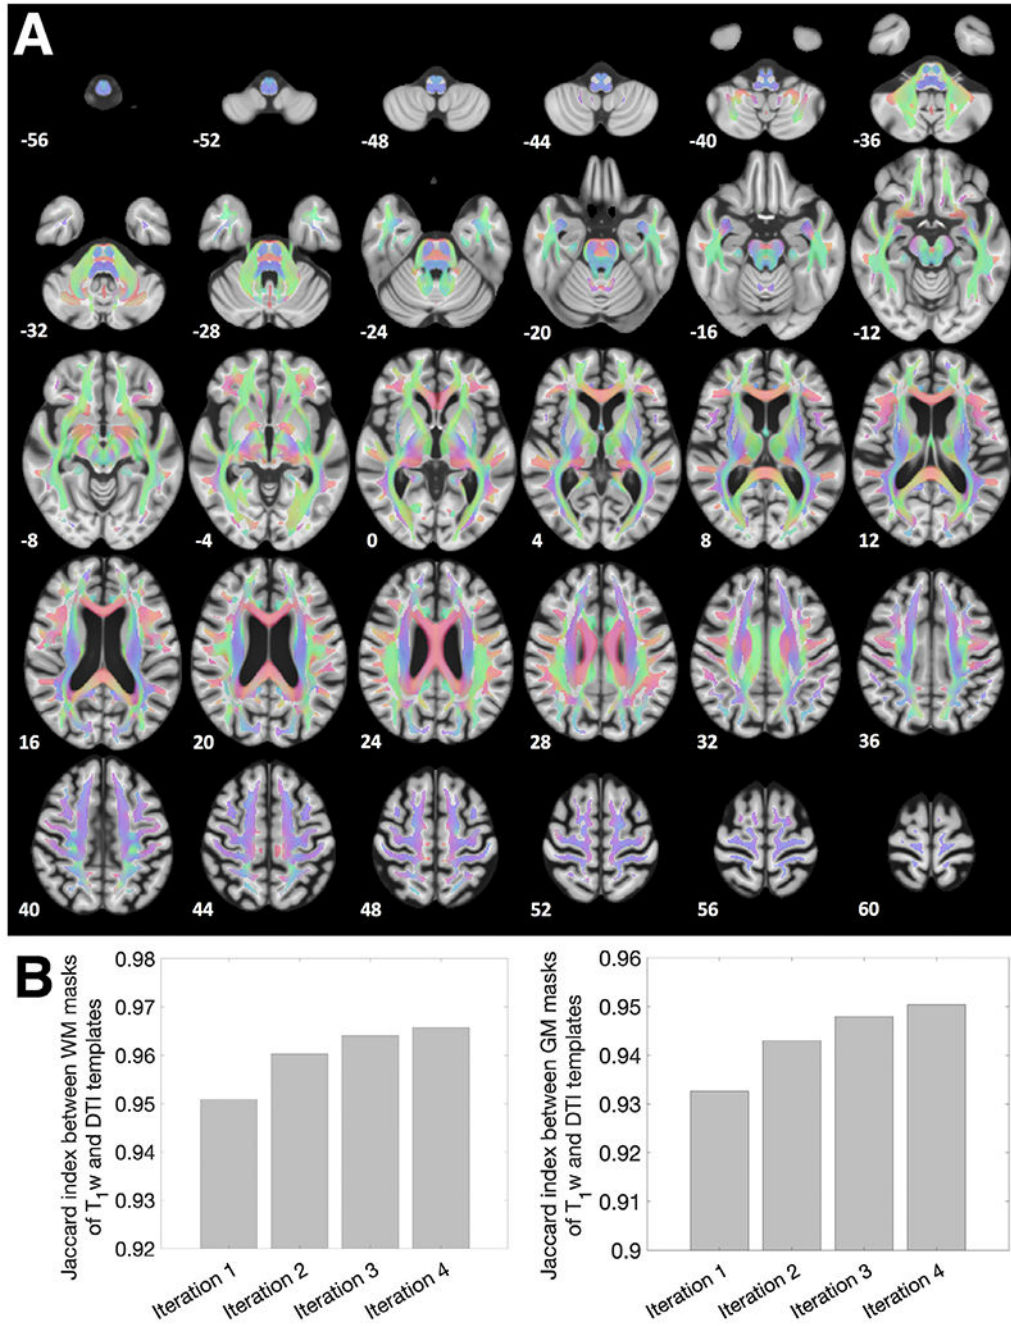 A
-56 -52 -48 -44 -40 -36
-32 -28 -24 -20 -16 -12
-8 -4 0 4 8 12
16 20 24 28 32 36
40 44 48 52 56 60
B
Jaccard index between WM masks
of T₁w and DTI templates
0.98
0.97
0.96
0.95
0.94
0.93
0.92
Iteration 1 Iteration 2 Iteration 3 Iteration 4
Jaccard index between GM masks
of T₁w and DTI templates
0.96
0.95
0.94
0.93
0.92
0.91
0.9
Iteration 1 Iteration 2 Iteration 3 Iteration 4